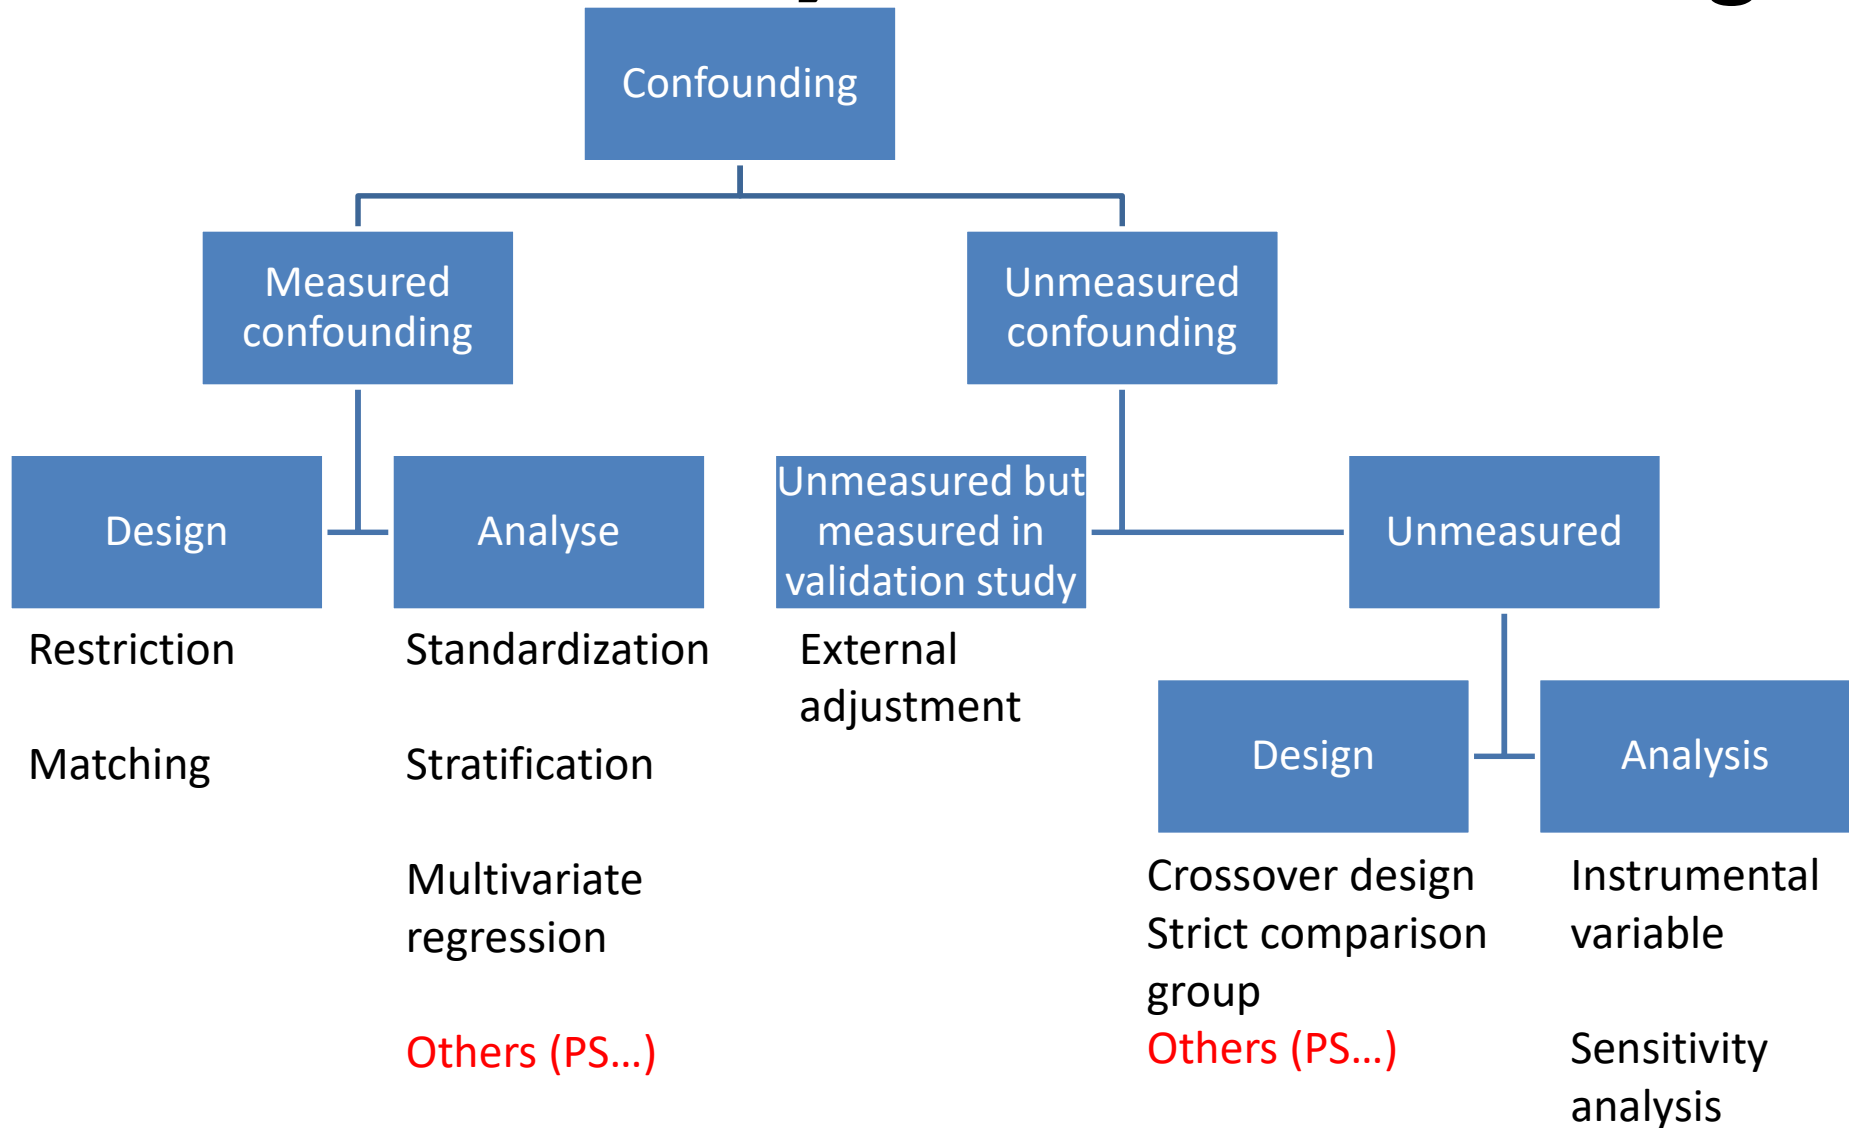 Confounding
Measured
confounding
Unmeasured
confounding
Design
Analyse
Unmeasured but
measured in
validation study
Unmeasured
Restriction
Matching
Standardization
Stratification
Multivariate
regression
Others (PS...)
External
adjustment
Design
Analysis
Crossover design
Strict comparison
group
Others (PS...)
Instrumental
variable
Sensitivity
analysis